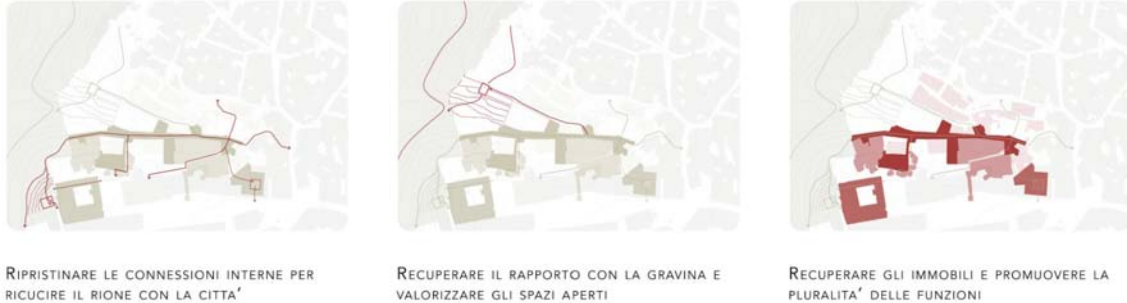 RIPRISTINARE LE CONNESSIONI INTERNE PER
RICUCIRE IL RIONE CON LA CITTA'
RECUPERARE IL RAPPORTO CON LA GRAVINA E
VALORIZZARE GLI SPAZI APERTI
RECUPERARE GLI IMMOBILI E PROMUOVERE LA
PLURALITA' DELLE FUNZIONI